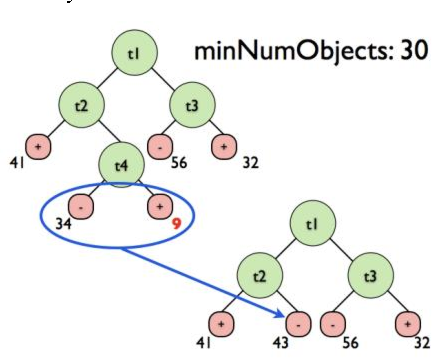 t1
minNumObjects: 30
t2
t3
+
-
+
41
t4
56
32
-
+
34
9
t1
t2
t3
+
-
-
+
41
43
56
32